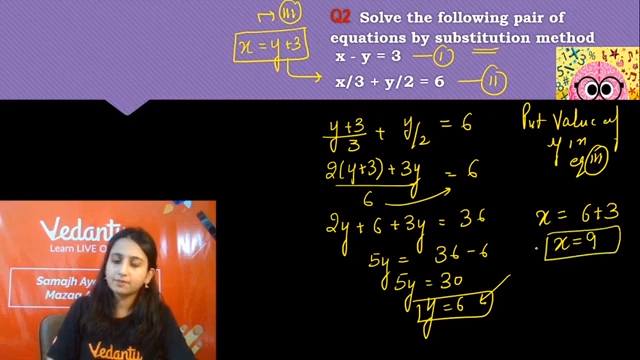 → (III)
x = y+3
Q2 Solve the following pair of
equations by substitution method
x - y = 3 — (I)
x/3 + y/2 = 6 — (II)
y+3/3 + y/2 = 6
2(y+3) + 3y/6 = 6
2y + 6 + 3y = 36
5y = 36 - 6
5y = 30
y = 6
Put value of
y in
eq (III)
x = 6+3
x = 9
Vedantu
Learn LIVE O
Samajh Aye
Mazaa A
Vedantu